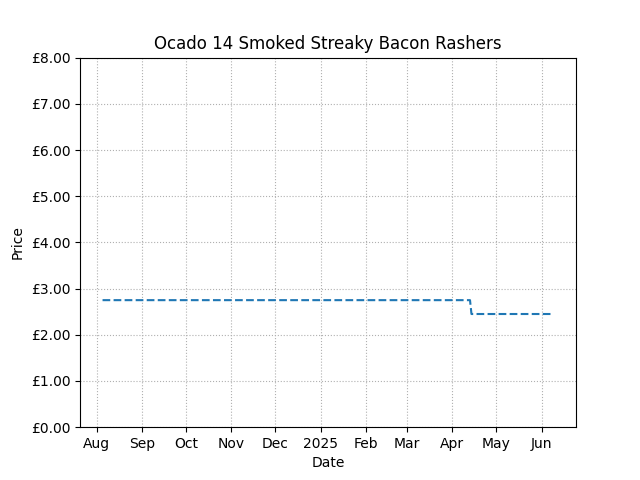 Ocado 14 Smoked Streaky Bacon Rashers
£8.00
£7.00
£6.00
£5.00
£4.00
£3.00
£2.00
£1.00
£0.00
Price
Aug Sep Oct Nov Dec 2025 Feb Mar Apr May Jun
Date